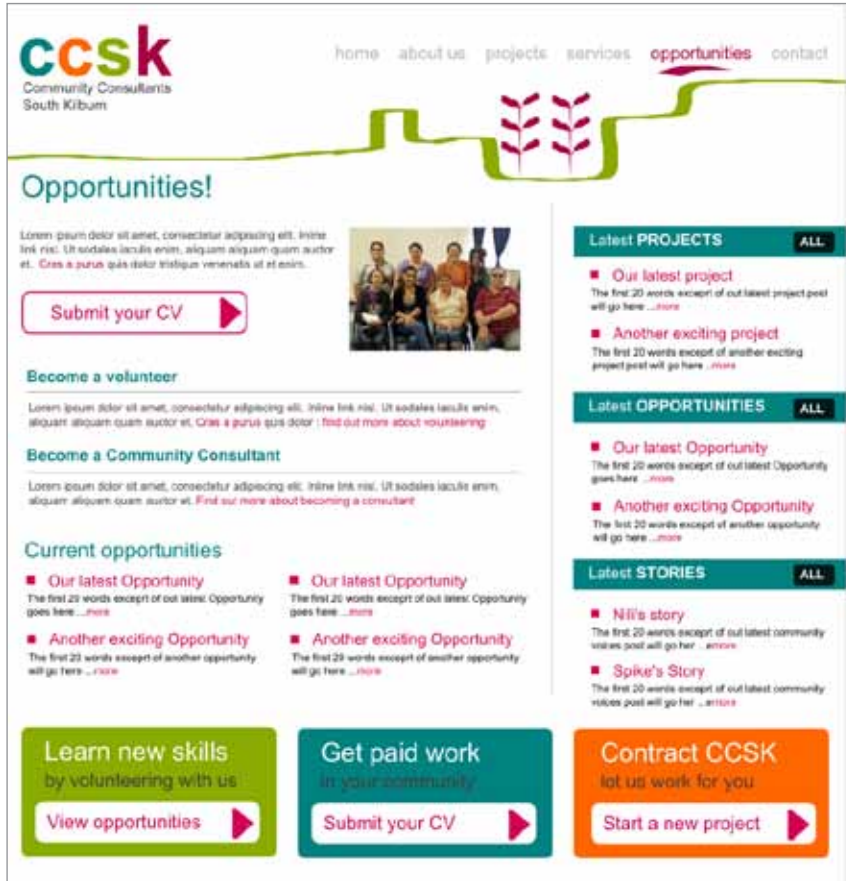 ccsk
Community Consultants
South Kilburn
home about us projects services opportunities contact
Opportunities!
Lorem ipsum dolor sit amet, consectetur adipiscing elit. Inline
link nisl. Ut sodales iaculis enim, aliquam aliquam quam auctor
et. Cras a purus quis dolor tristique venenatis at et enim.
Submit your CV
Become a volunteer
Lorem ipsum dolor sit amet, consectetur adipiscing elit. Inline link nisl. Ut sodales iaculis enim,
aliquam aliquam quam auctor et. Cras a purus quis dolor : find out more about volunteering
Become a Community Consultant
Lorem ipsum dolor sit amet, consectetur adipiscing elit. Inline link nisl. Ut sodales iaculis enim,
aliquam aliquam quam auctor et. Find out more about becoming a consultant
Current opportunities
Our latest Opportunity
The first 20 words exceprt of out latest Opportunity
goes here ...more
Another exciting Opportunity
The first 20 words exceprt of another opportunity
will go here ...more
Our latest Opportunity
The first 20 words exceprt of out latest Opportunity
goes here ...more
Another exciting Opportunity
The first 20 words exceprt of another opportunity
will go here ...more
Latest PROJECTS ALL
Our latest project
The first 20 words exceprt of out latest project post
will go here ...more
Another exciting project
The first 20 words exceprt of another exciting
project post will go here ...more
Latest OPPORTUNITIES ALL
Our latest Opportunity
The first 20 words exceprt of out latest Opportunity
goes here ...more
Another exciting Opportunity
The first 20 words exceprt of another opportunity
will go here ...more
Latest STORIES ALL
Nili's story
The first 20 words exceprt of out latest community
voices post will go her ...emore
Spike's Story
The first 20 words exceprt of out latest community
voices post will go her ...emore
Learn new skills
by volunteering with us
View opportunities
Get paid work
in your community
Submit your CV
Contract CCSK
let us work for you
Start a new project